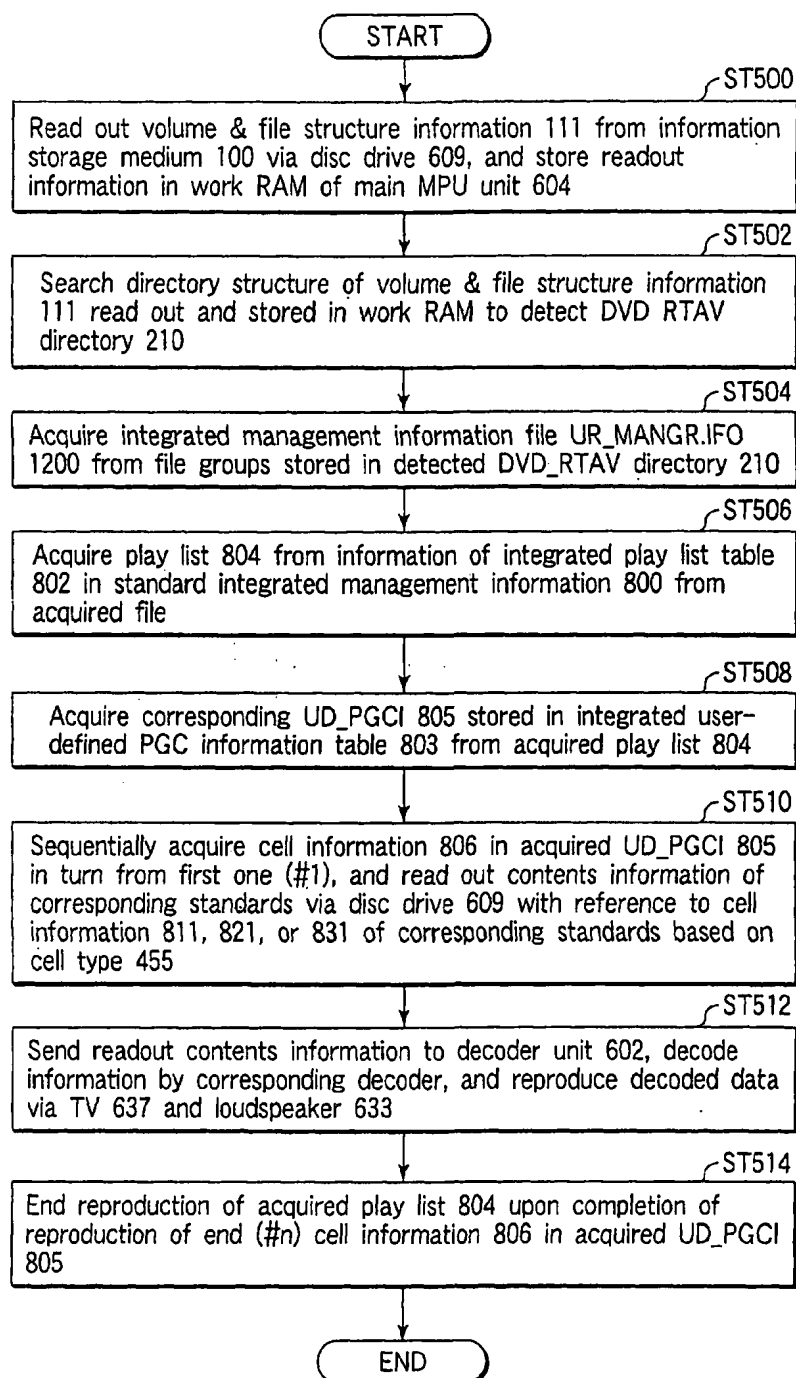 START
ST500
Read out volume & file structure information 111 from information
storage medium 100 via disc drive 609, and store readout
information in work RAM of main MPU unit 604
ST502
Search directory structure of volume & file structure information
111 read out and stored in work RAM to detect DVD RTAV
directory 210
ST504
Acquire integrated management information file UR_MANGR.IFO
1200 from file groups stored in detected DVD_RTAV directory 210
ST506
Acquire play list 804 from information of integrated play list table
802 in standard integrated management information 800 from
acquired file
ST508
Acquire corresponding UD_PGCI 805 stored in integrated user-
defined PGC information table 803 from acquired play list 804
ST510
Sequentially acquire cell information 806 in acquired UD_PGCI 805
in turn from first one (#1), and read out contents information of
corresponding standards via disc drive 609 with reference to cell
information 811, 821, or 831 of corresponding standards based on
cell type 455
ST512
Send readout contents information to decoder unit 602, decode
information by corresponding decoder, and reproduce decoded data
via TV 637 and loudspeaker 633
ST514
End reproduction of acquired play list 804 upon completion of
reproduction of end (#n) cell information 806 in acquired UD_PGCI
805
END